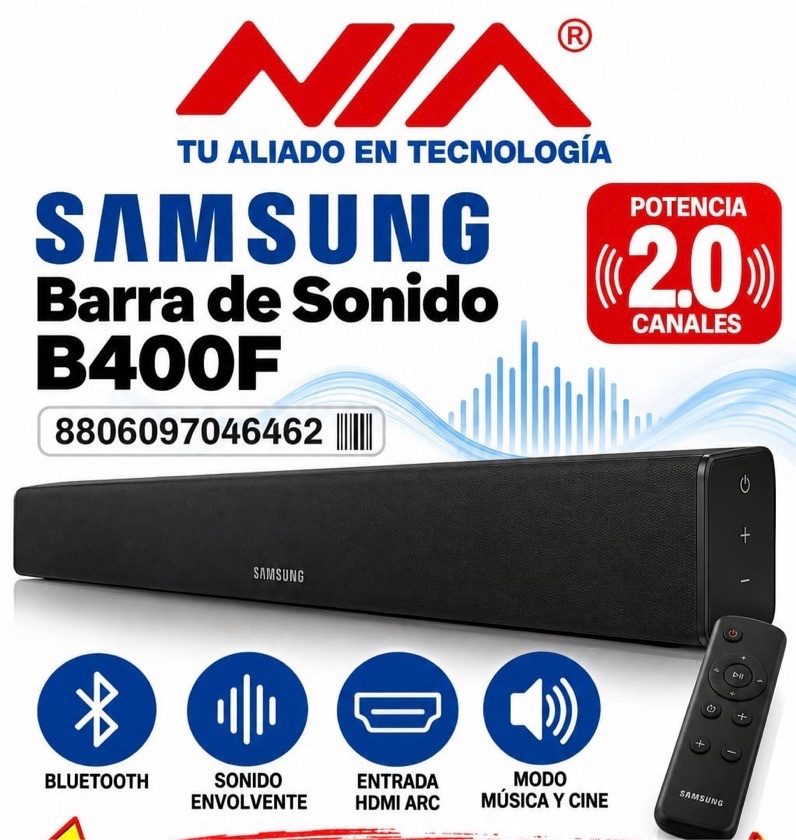 NIA®
TU ALIADO EN TECNOLOGÍA
SAMSUNG
Barra de Sonido
B400F
8806097046462
POTENCIA
2.0
CANALES
SAMSUNG
BLUETOOTH
SONIDO
ENVOLVENTE
ENTRADA
HDMI ARC
MODO
MÚSICA Y CINE
SAMSUNG